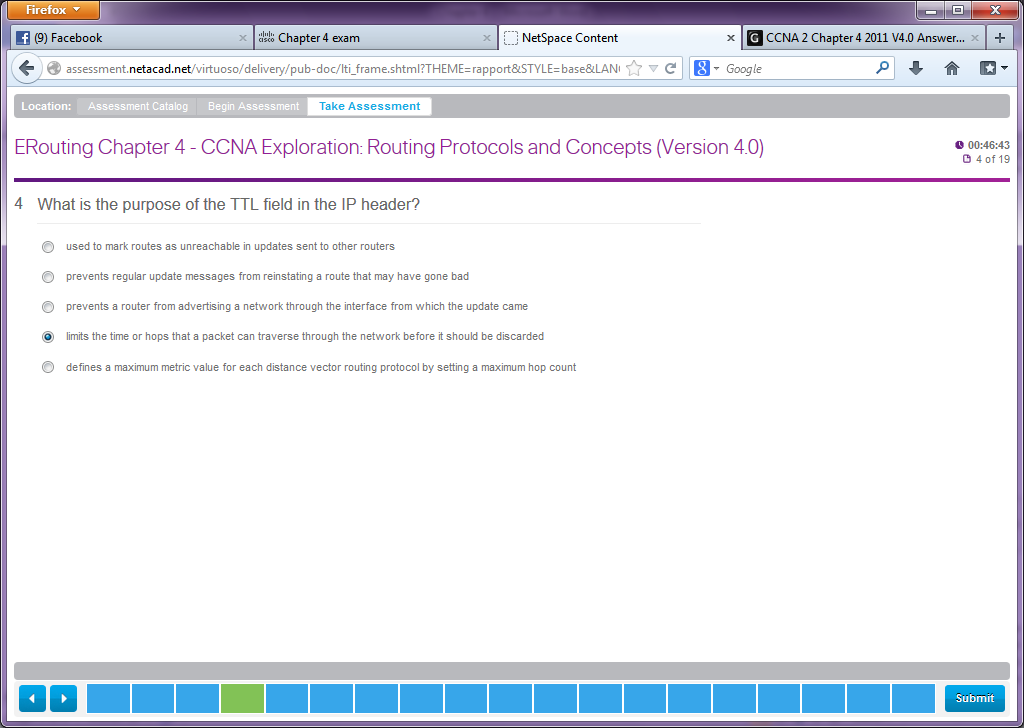 Firefox
(9) Facebook
Chapter 4 exam
NetSpace Content
CCNA 2 Chapter 4 2011 V4.0 Answer...
assessment.netacad.net/virtuoso/delivery/pub-doc/lti_frame.shtml?THEME=rapport&STYLE=base&LAN
Google
Location: Assessment Catalog Begin Assessment Take Assessment
ERouting Chapter 4 - CCNA Exploration: Routing Protocols and Concepts (Version 4.0)
00:46:43
4 of 19
4 What is the purpose of the TTL field in the IP header?
used to mark routes as unreachable in updates sent to other routers
prevents regular update messages from reinstating a route that may have gone bad
prevents a router from advertising a network through the interface from which the update came
limits the time or hops that a packet can traverse through the network before it should be discarded
defines a maximum metric value for each distance vector routing protocol by setting a maximum hop count
Submit